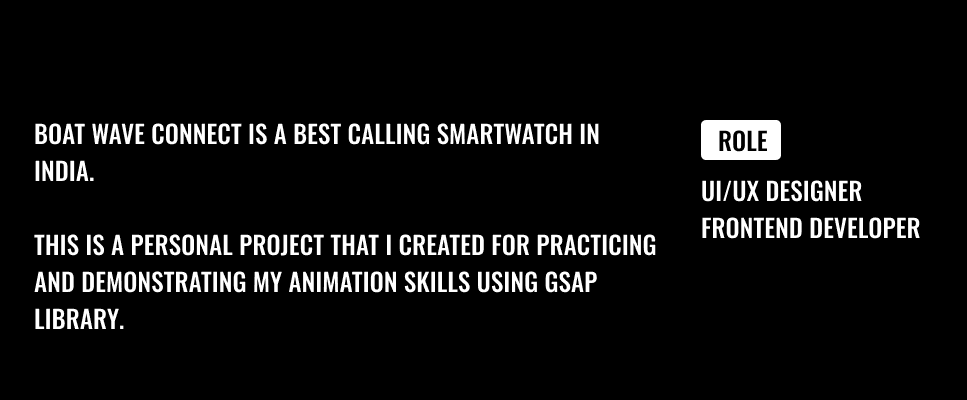 BOAT WAVE CONNECT IS A BEST CALLING SMARTWATCH IN
INDIA.
THIS IS A PERSONAL PROJECT THAT I CREATED FOR PRACTICING
AND DEMONSTRATING MY ANIMATION SKILLS USING GSAP
LIBRARY.
ROLE
UI/UX DESIGNER
FRONTEND DEVELOPER